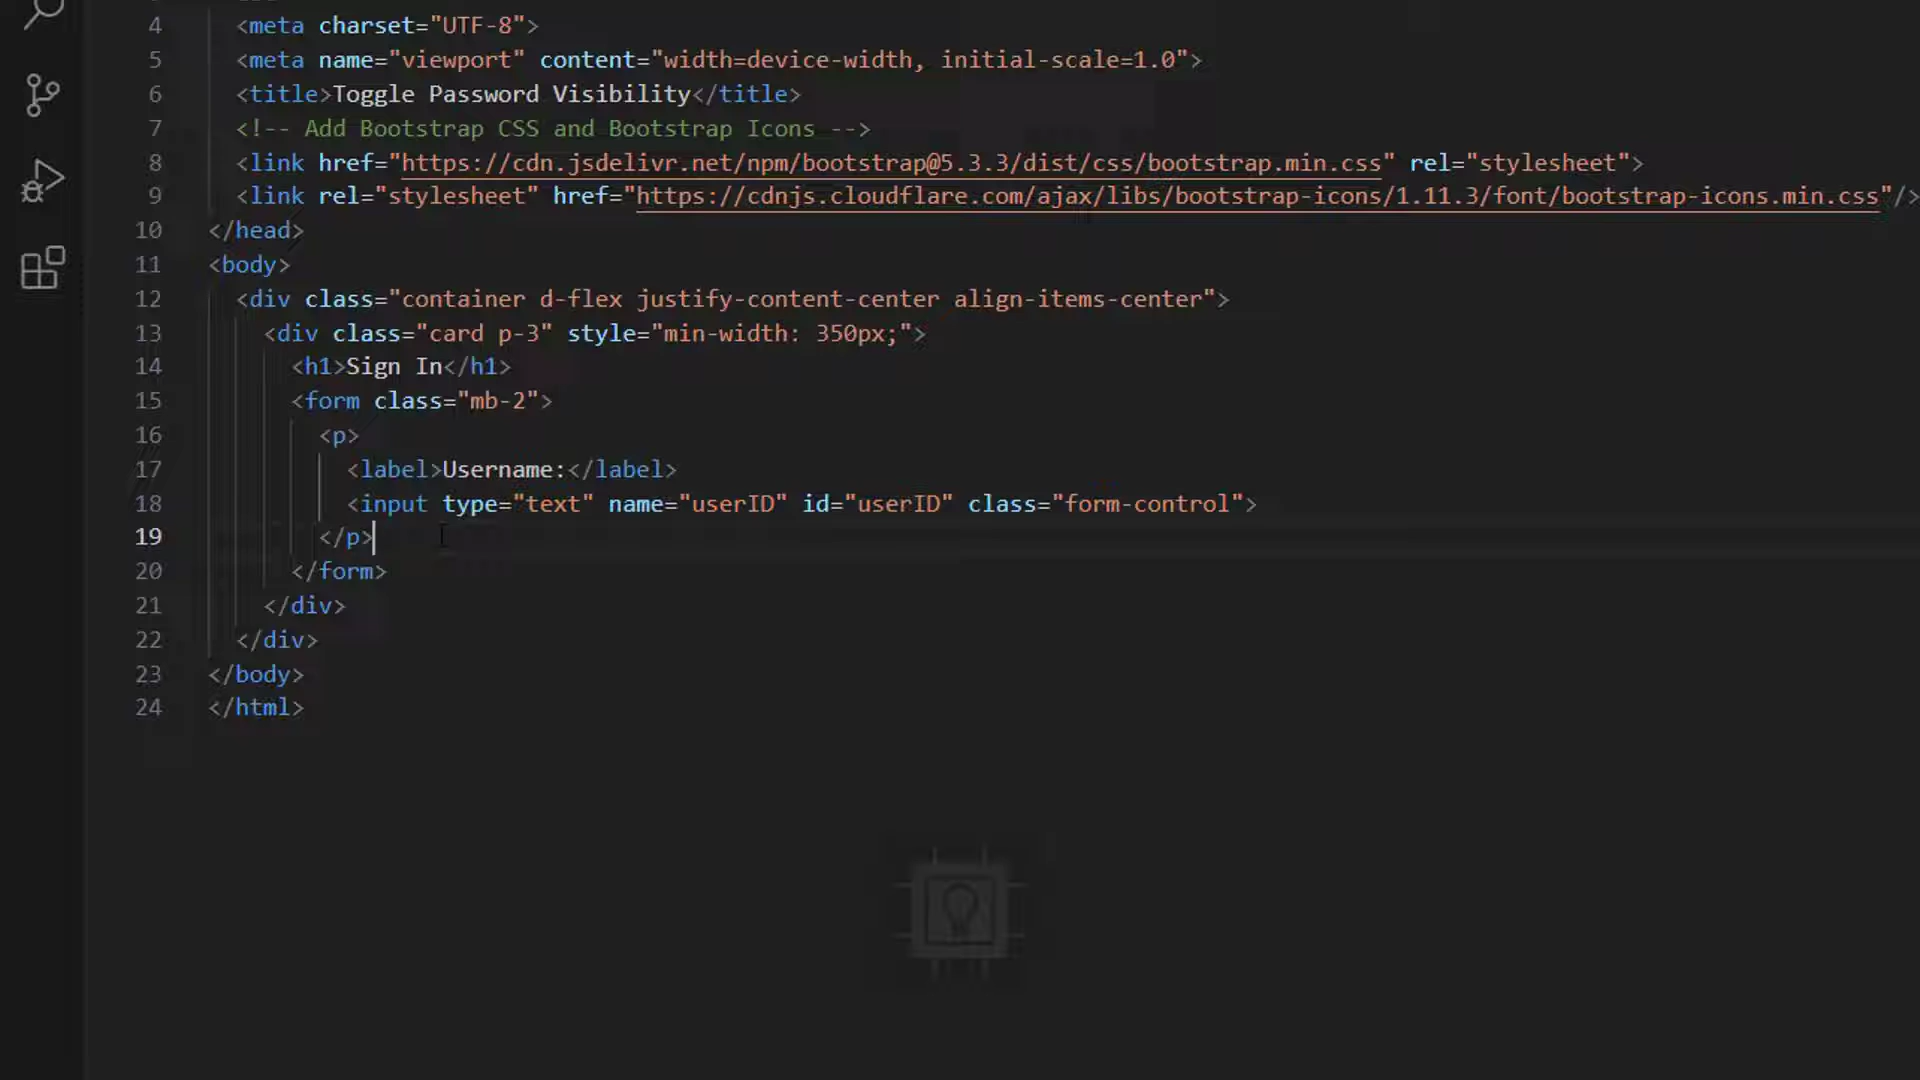 4 <meta charset="UTF-8">
5 <meta name="viewport" content="width=device-width, initial-scale=1.0">
6 <title>Toggle Password Visibility</title>
7 <!-- Add Bootstrap CSS and Bootstrap Icons -->
8 <link href="https://cdn.jsdelivr.net/npm/bootstrap@5.3.3/dist/css/bootstrap.min.css" rel="stylesheet">
9 <link rel="stylesheet" href="https://cdnjs.cloudflare.com/ajax/libs/bootstrap-icons/1.11.3/font/bootstrap-icons.min.css"/>
10 </head>
11 <body>
12 <div class="container d-flex justify-content-center align-items-center">
13 <div class="card p-3" style="min-width: 350px;">
14 <h1>Sign In</h1>
15 <form class="mb-2">
16 <p>
17 <label>Username:</label>
18 <input type="text" name="userID" id="userID" class="form-control">
19 </p>
20 </form>
21 </div>
22 </div>
23 </body>
24 </html>